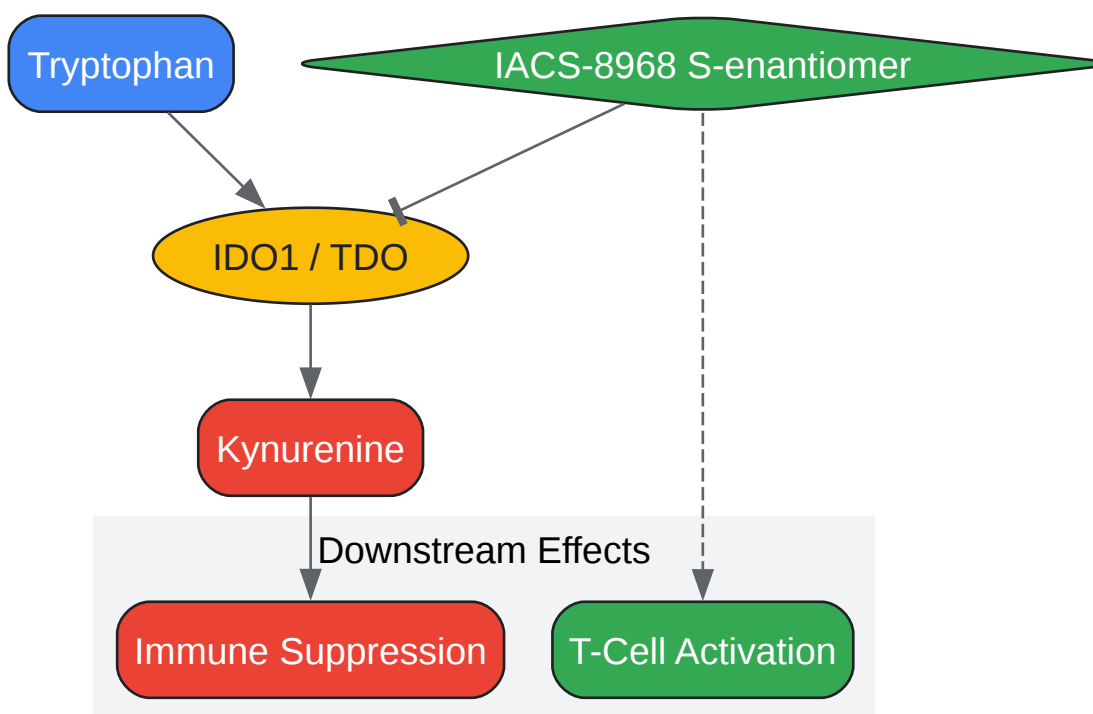 Tryptophan
IACS-8968 S-enantiomer
IDO1 / TDO
Kynurenine
Downstream Effects
Immune Suppression
T-Cell Activation